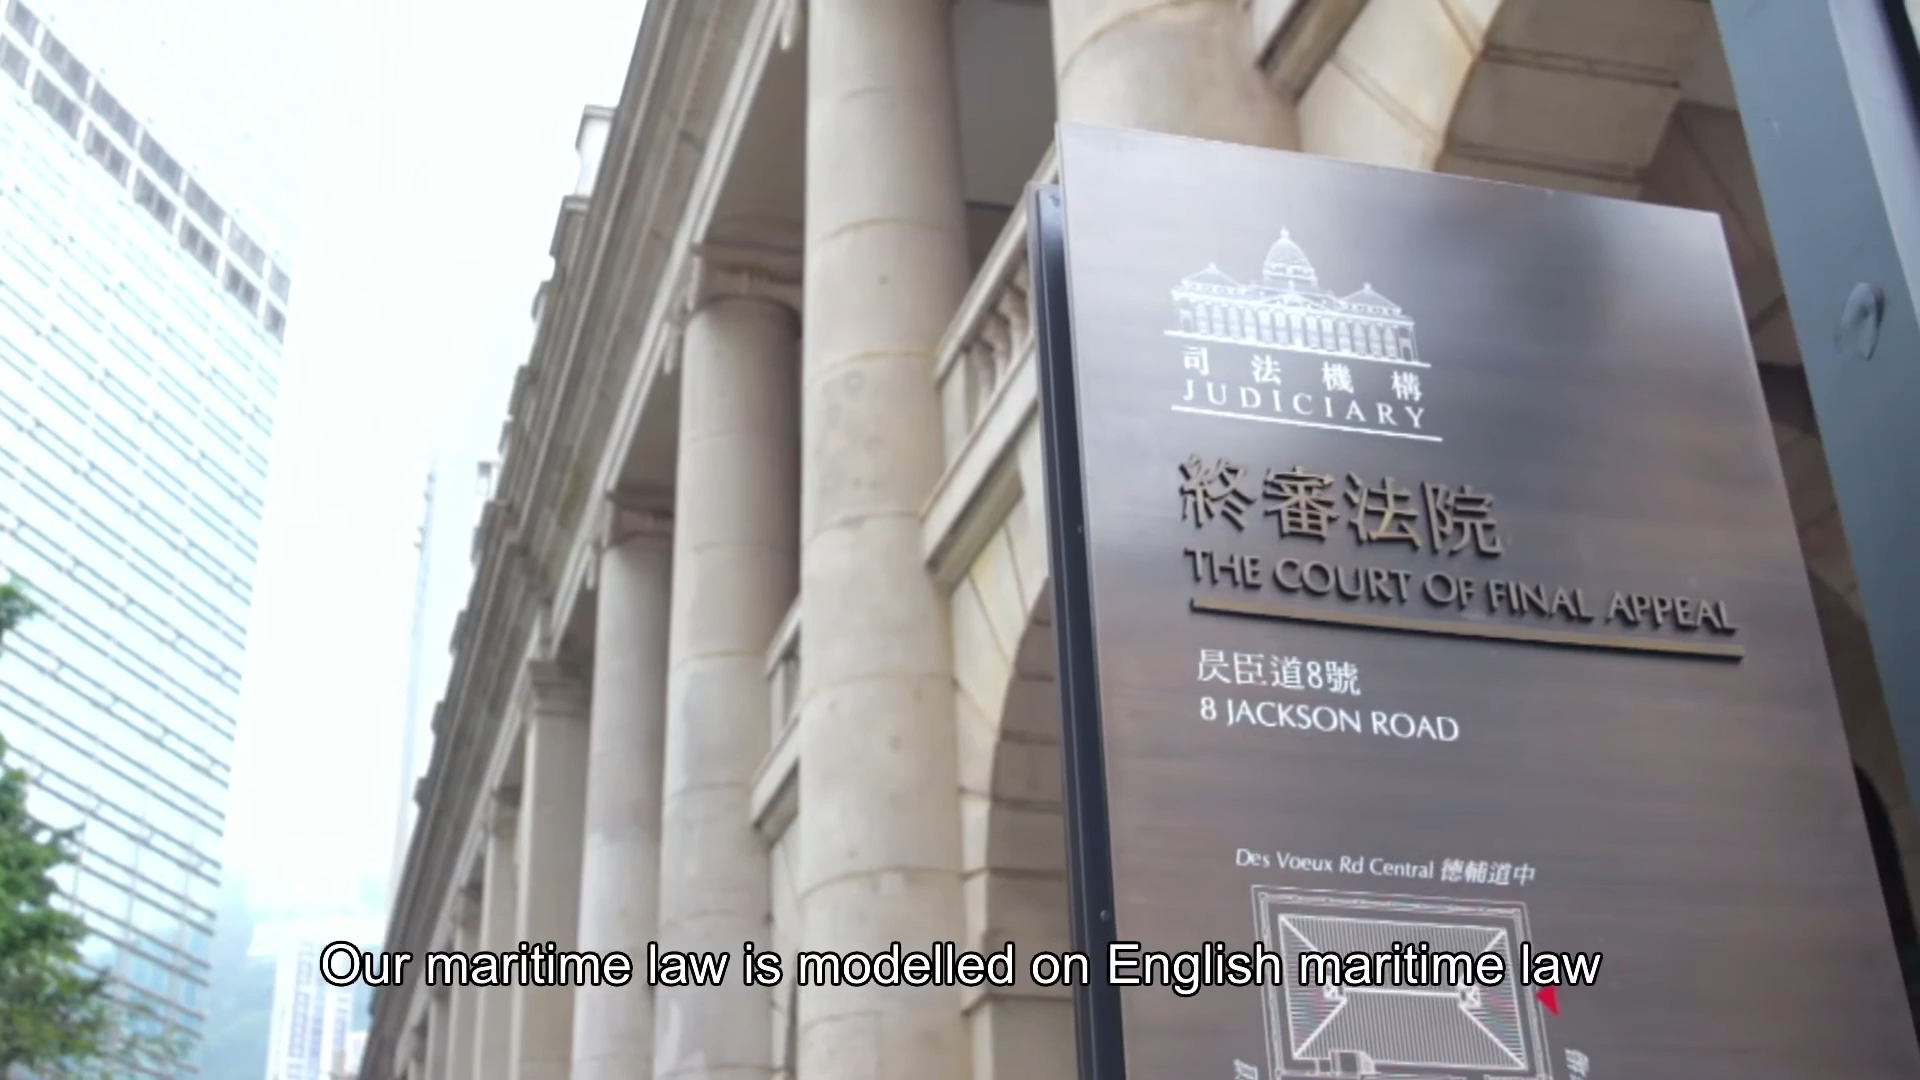 司法機構
JUDICIARY
終審法院
THE COURT OF FINAL APPEAL
昃臣道8號
8 JACKSON ROAD
Des Voeux Rd Central 德輔道中
Our maritime law is modelled on English maritime law